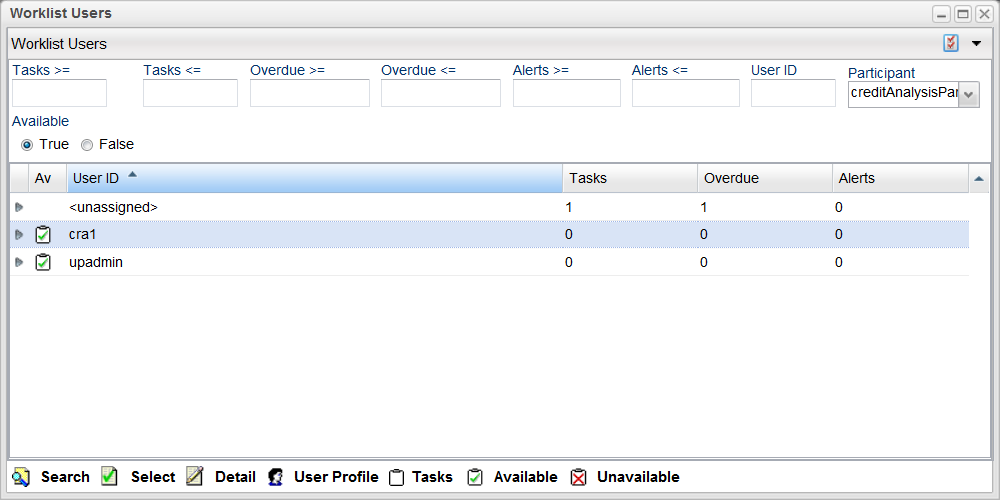 Worklist Users
Worklist Users
Tasks >= Tasks <= Overdue >= Overdue <= Alerts >= Alerts <= User ID Participant
creditAnalysisPar
Available
True False
Av User ID Tasks Overdue Alerts
<unassigned> 1 1 0
cra1 0 0 0
upadmin 0 0 0
Search Select Detail User Profile Tasks Available Unavailable